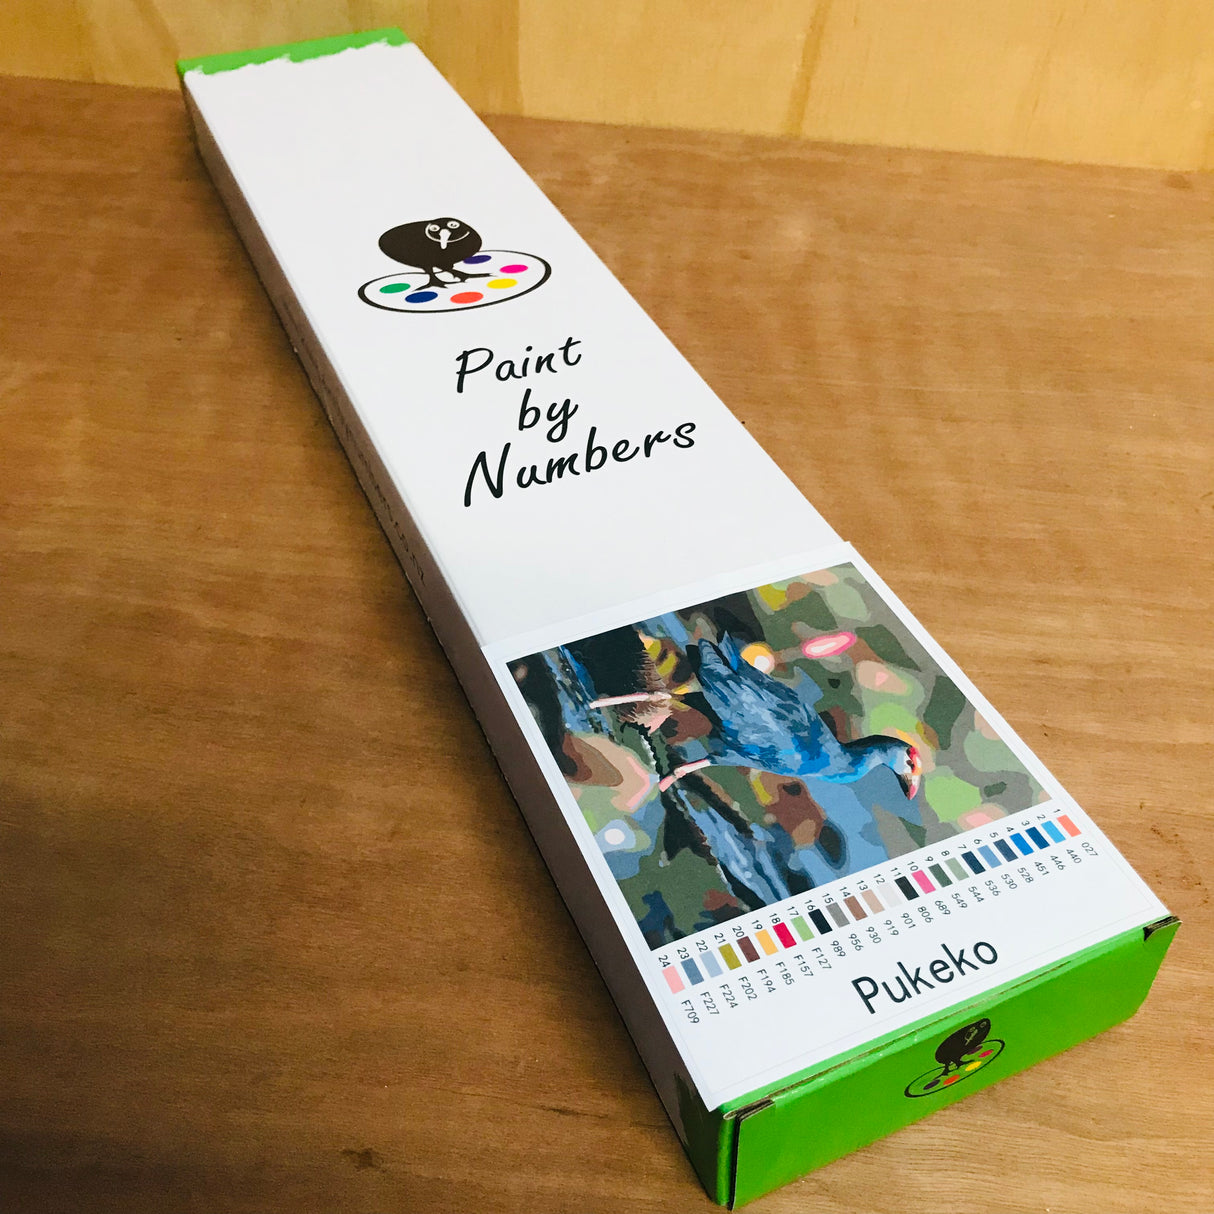 Paint
by
Numbers
1 2 3 4 5 6 7 8 9 10 11 12 13 14 15 16 17 18 19 20 21 22 23 24
027 440 446 451 528 530 536 544 549 689 806 901 919 930 956 989 F127 F157 F185 F194 F202 F224 F227 F709
Pukeko